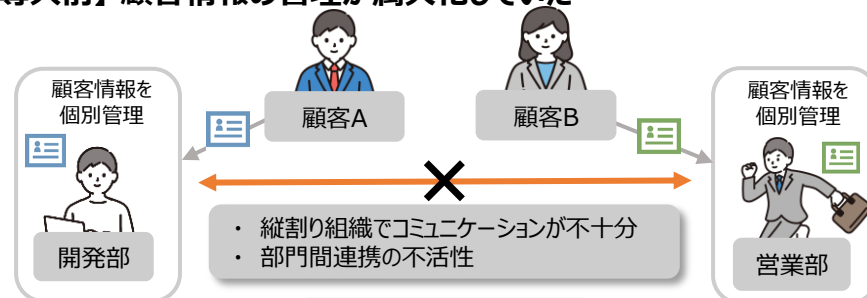 導入前】顧客情報の管理が属人化していた
顧客情報を
個別管理
開発部
顧客A
顧客B
・ 縦割り組織でコミュニケーションが不十分
・ 部門間連携の不活性
顧客情報を
個別管理
営業部